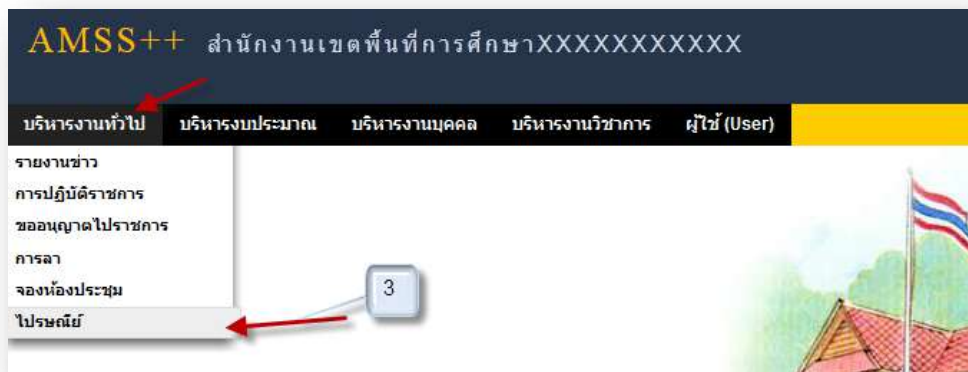 AMSS++ สำนักงานเขตพื้นที่การศึกษาXXXXXXXXXXX
บริหารงานทั่วไป บริหารงบประมาณ บริหารงานบุคคล บริหารงานวิชาการ ผู้ใช้ (User)
รายงานข่าว
การปฏิบัติราชการ
ขออนุญาตไปราชการ
การลา
จองห้องประชุม
ไปรษณีย์
3